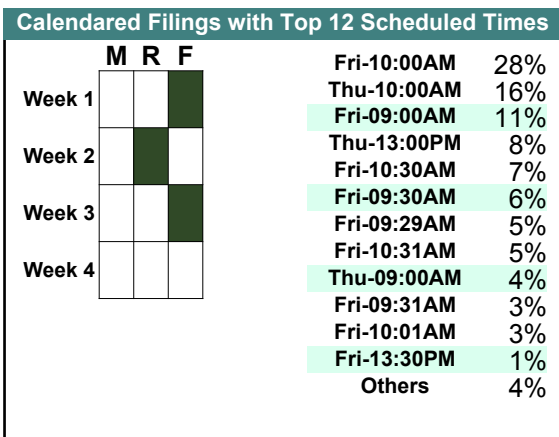 Calendared Filings with Top 12 Scheduled Times
M R F
Week 1
Week 2
Week 3
Week 4
Fri-10:00AM 28%
Thu-10:00AM 16%
Fri-09:00AM 11%
Thu-13:00PM 8%
Fri-10:30AM 7%
Fri-09:30AM 6%
Fri-09:29AM 5%
Fri-10:31AM 5%
Thu-09:00AM 4%
Fri-09:31AM 3%
Fri-10:01AM 3%
Fri-13:30PM 1%
Others 4%